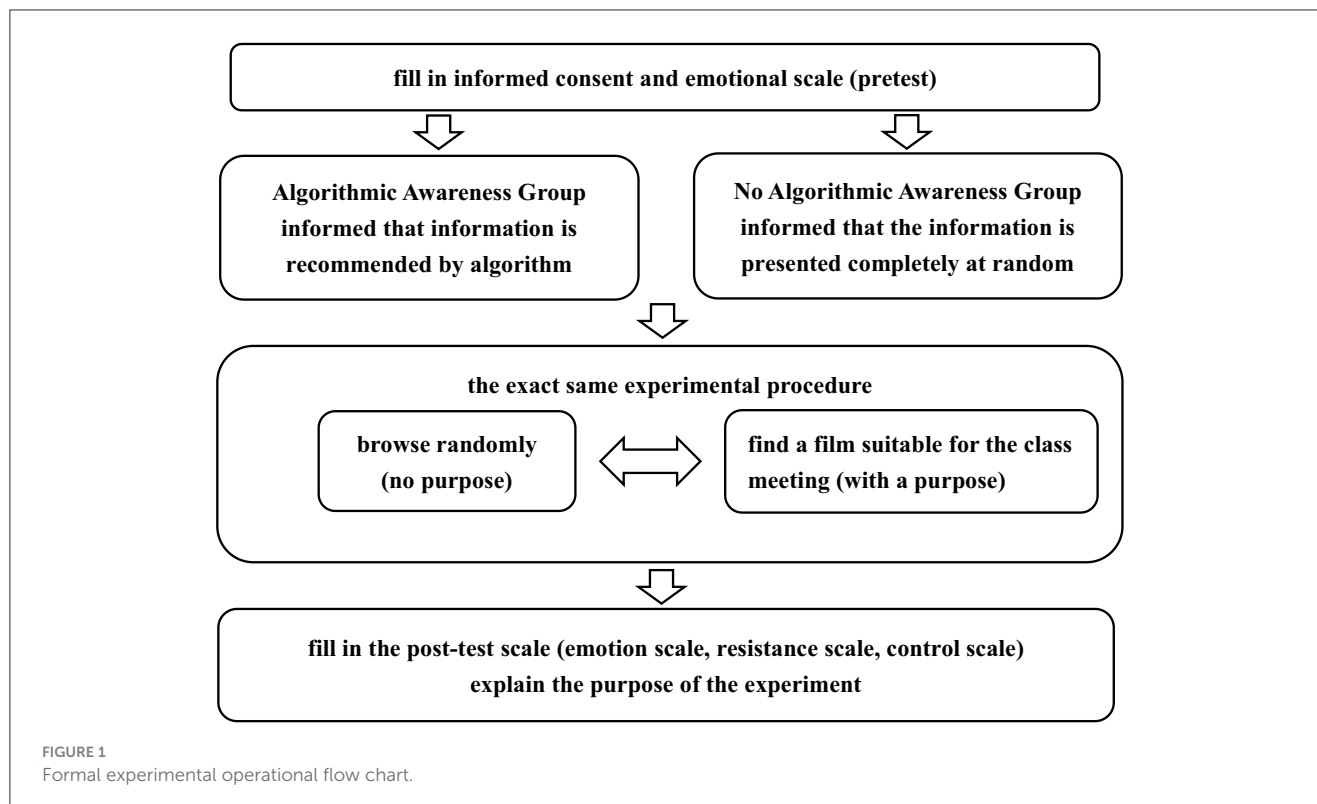 fill in informed consent and emotional scale (pretest)
Algorithmic Awareness Group
informed that information is
recommended by algorithm
No Algorithmic Awareness Group
informed that the information is
presented completely at random
the exact same experimental procedure
browse randomly
(no purpose)
find a film suitable for the class
meeting (with a purpose)
fill in the post-test scale (emotion scale, resistance scale, control scale)
explain the purpose of the experiment
FIGURE 1
Formal experimental operational flow chart.